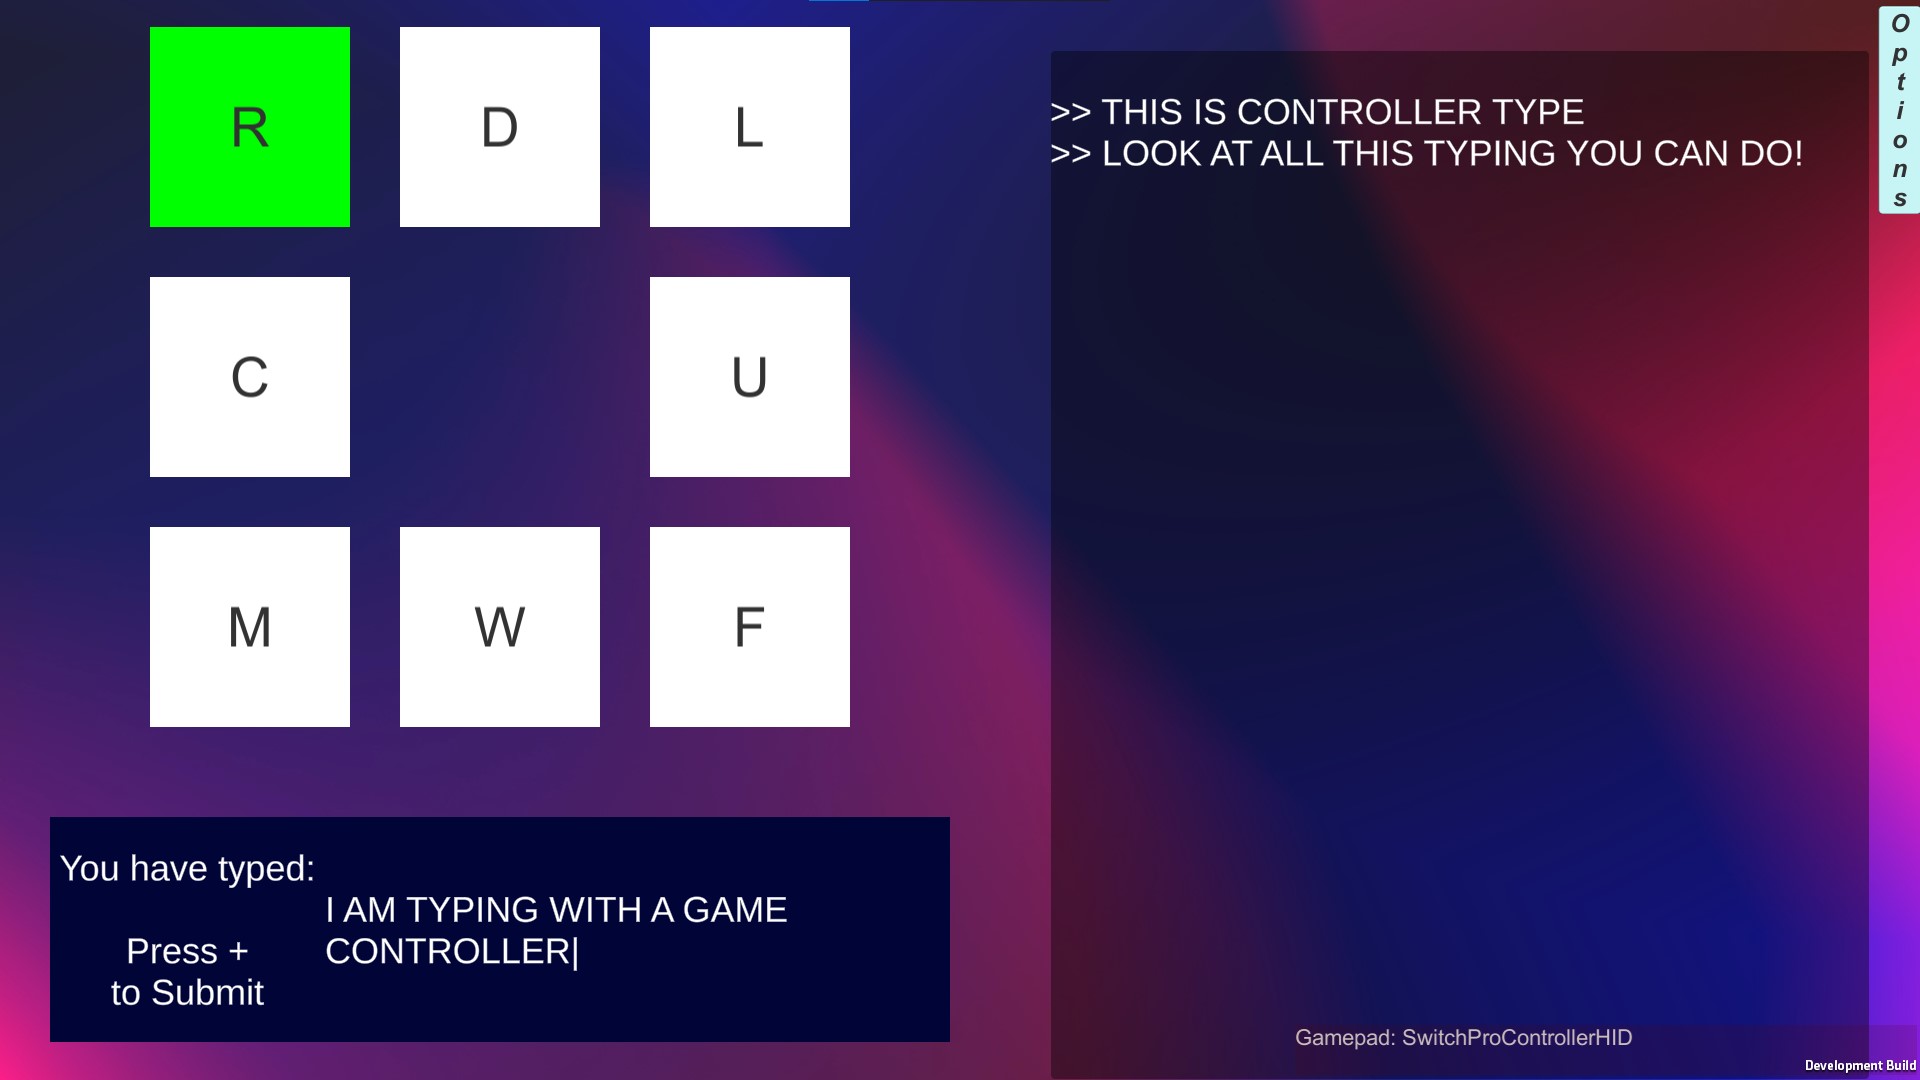 R D L
C U
M W F
You have typed:
I AM TYPING WITH A GAME
CONTROLLER|
Press +
to Submit
>> THIS IS CONTROLLER TYPE
>> LOOK AT ALL THIS TYPING YOU CAN DO!
Options
Gamepad: SwitchProControllerHID
Development Build